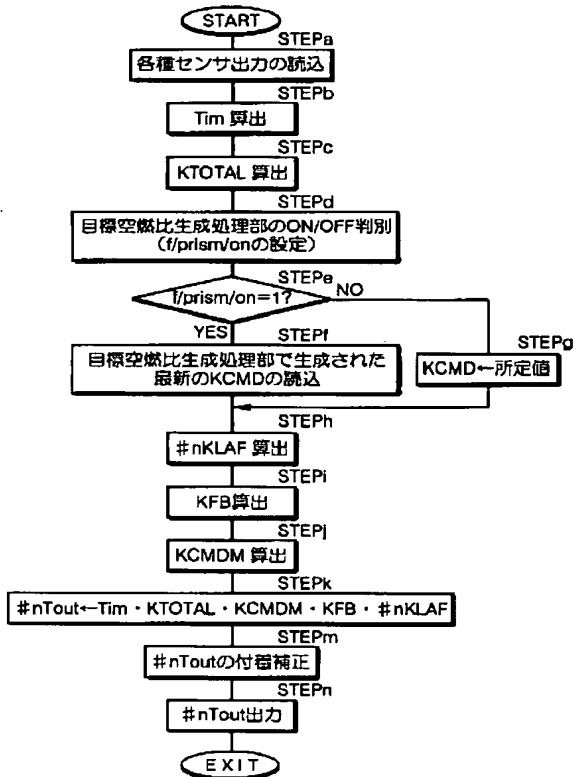 START
STEPa
各種センサ出力の読込
STEPb
Tim 算出
STEPc
KTOTAL 算出
STEPd
目標空燃比生成処理部のON/OFF判別
(f/prism/onの設定)
STEPe
f/prism/on=1?
NO
YES
STEPf
目標空燃比生成処理部で生成された
最新のKCMDの読込
STEPg
KCMD←所定値
STEPh
#nKLAF 算出
STEPi
KFB算出
STEPj
KCMDM 算出
STEPk
#nTout←Tim・KTOTAL・KCMDM・KFB・#nKLAF
STEPm
#nToutの付着補正
STEPn
#nTout出力
EXIT